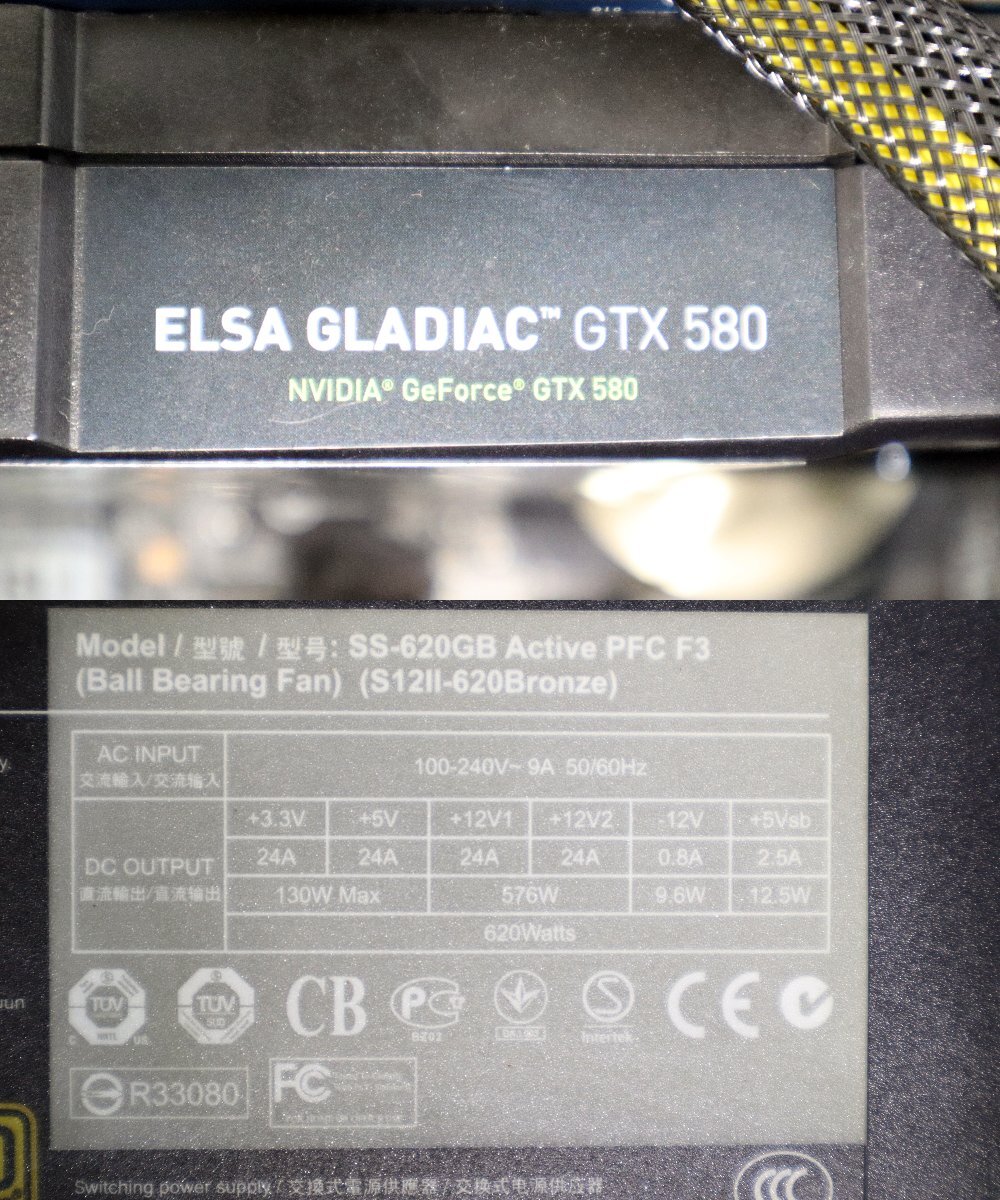 ELSA GLADIAC™ GTX 580
NVIDIA® GeForce® GTX 580
Model / 型號 / 型号: SS-620GB Active PFC F3
(Ball Bearing Fan) (S12II-620Bronze)
AC INPUT
交流輸入/交流输入
100-240V~ 9A 50/60Hz
+3.3V +5V +12V1 +12V2 -12V +5Vsb
DC OUTPUT
直流輸出/直流输出
24A 24A 24A 24A 0.8A 2.5A
130W Max 576W 9.6W 12.5W
620Watts
TÜV TÜV SÜD CB PC S CE
C US BZ02 Intertek
R33080 FC
Switching power supply / 交換式電源供應器 / 交换式电源供应器
CCC